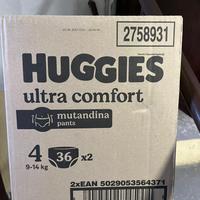 2758931
HUGGIES
ultra comfort
mutandina
pants
4
9-14 kg
36 x2
2xEAN 5029053564371